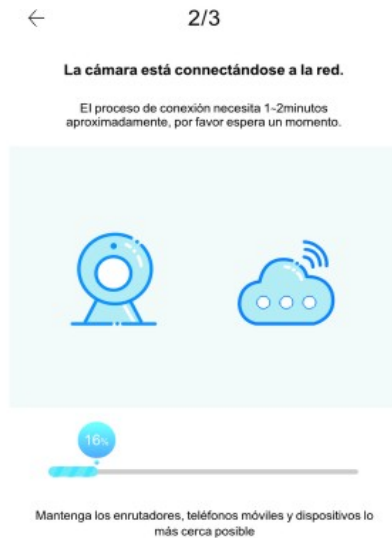 2/3
La cámara está connectándose a la red.
El proceso de conexión necesita 1~2minutos
aproximadamente, por favor espera un momento.
16%
Mantenga los enrutadores, teléfonos móviles y dispositivos lo
más cerca posible